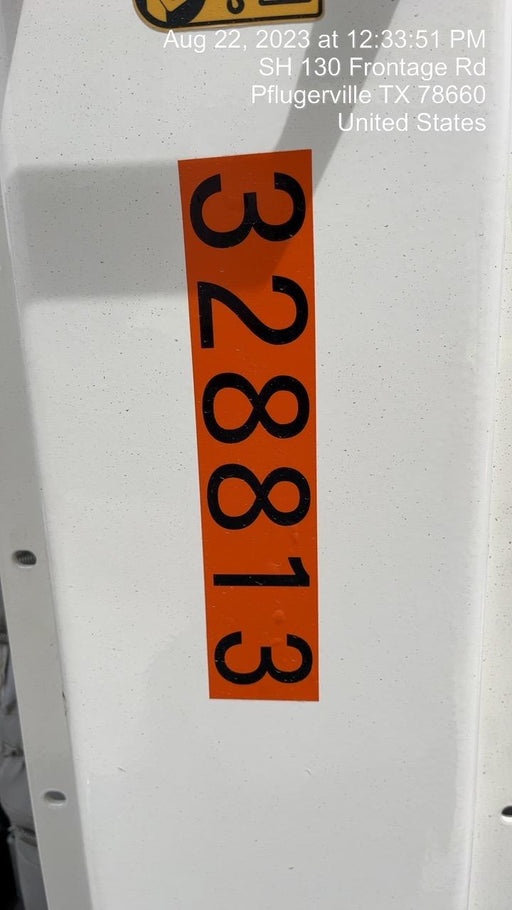 Aug 22, 2023 at 12:33:51 PM
SH 130 Frontage Rd
Pflugerville TX 78660
United States
328813